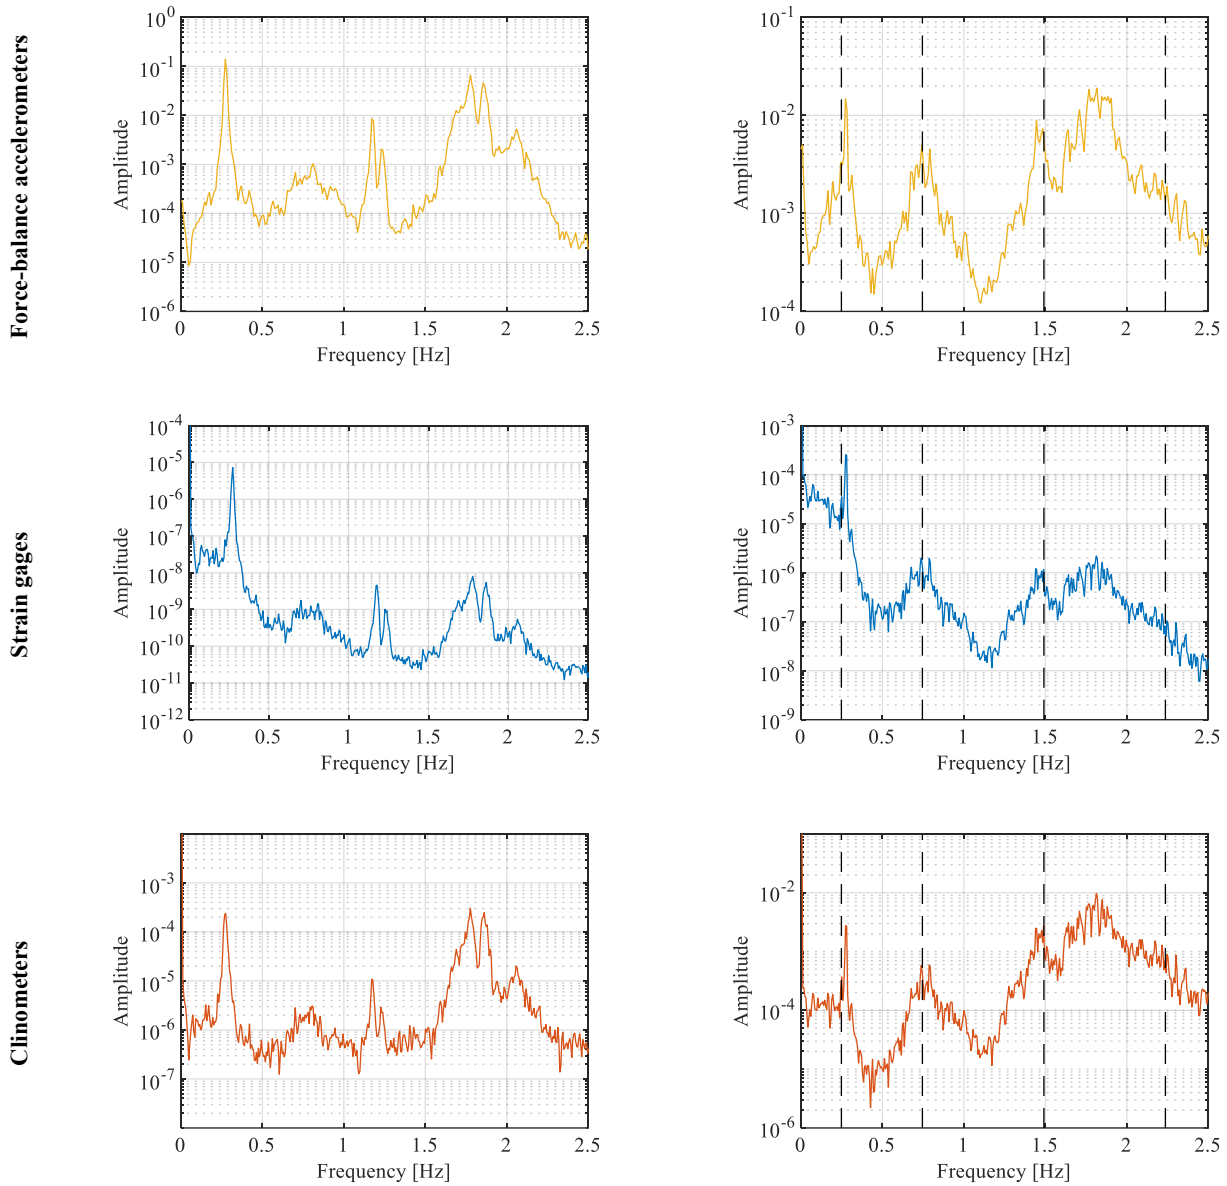 Force-balance accelerometers
10^0
10^-1
10^-2
10^-3
10^-4
10^-5
10^-6
Amplitude
0 0.5 1 1.5 2 2.5
Frequency [Hz]
10^-1
10^-2
10^-3
10^-4
Amplitude
0 0.5 1 1.5 2 2.5
Frequency [Hz]
Strain gages
10^-4
10^-5
10^-6
10^-7
10^-8
10^-9
10^-10
10^-11
10^-12
Amplitude
0 0.5 1 1.5 2 2.5
Frequency [Hz]
10^-3
10^-4
10^-5
10^-6
10^-7
10^-8
10^-9
Amplitude
0 0.5 1 1.5 2 2.5
Frequency [Hz]
Clinometers
10^-3
10^-4
10^-5
10^-6
10^-7
Amplitude
0 0.5 1 1.5 2 2.5
Frequency [Hz]
10^-2
10^-4
10^-6
Amplitude
0 0.5 1 1.5 2 2.5
Frequency [Hz]